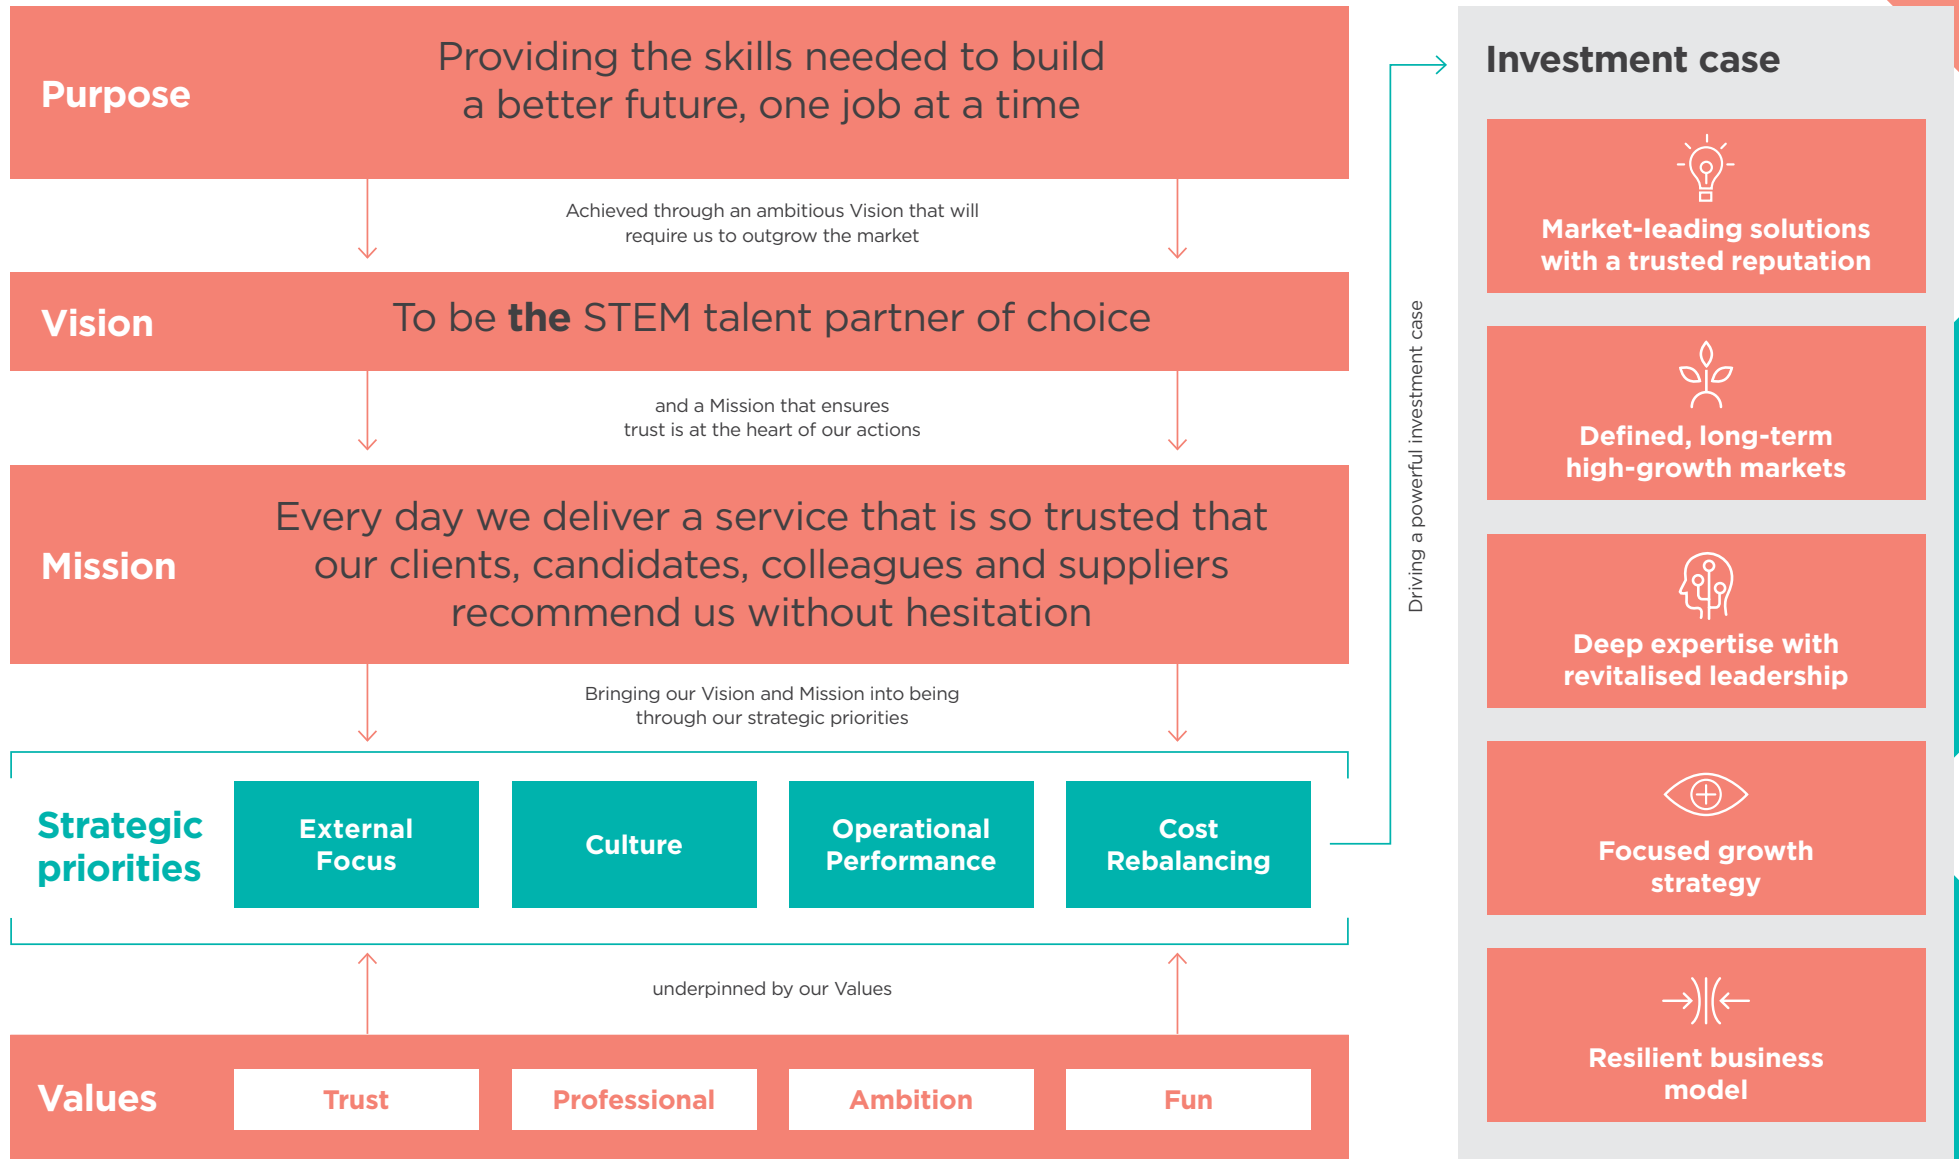 Purpose
Providing the skills needed to build
a better future, one job at a time
Achieved through an ambitious Vision that will
require us to outgrow the market
Vision
To be the STEM talent partner of choice
and a Mission that ensures
trust is at the heart of our actions
Mission
Every day we deliver a service that is so trusted that
our clients, candidates, colleagues and suppliers
recommend us without hesitation
Bringing our Vision and Mission into being
through our strategic priorities
Strategic
priorities
External
Focus
Culture
Operational
Performance
Cost
Rebalancing
underpinned by our Values
Values
Trust
Professional
Ambition
Fun
Driving a powerful investment case
Investment case
Market-leading solutions
with a trusted reputation
Defined, long-term
high-growth markets
Deep expertise with
revitalised leadership
Focused growth
strategy
Resilient business
model